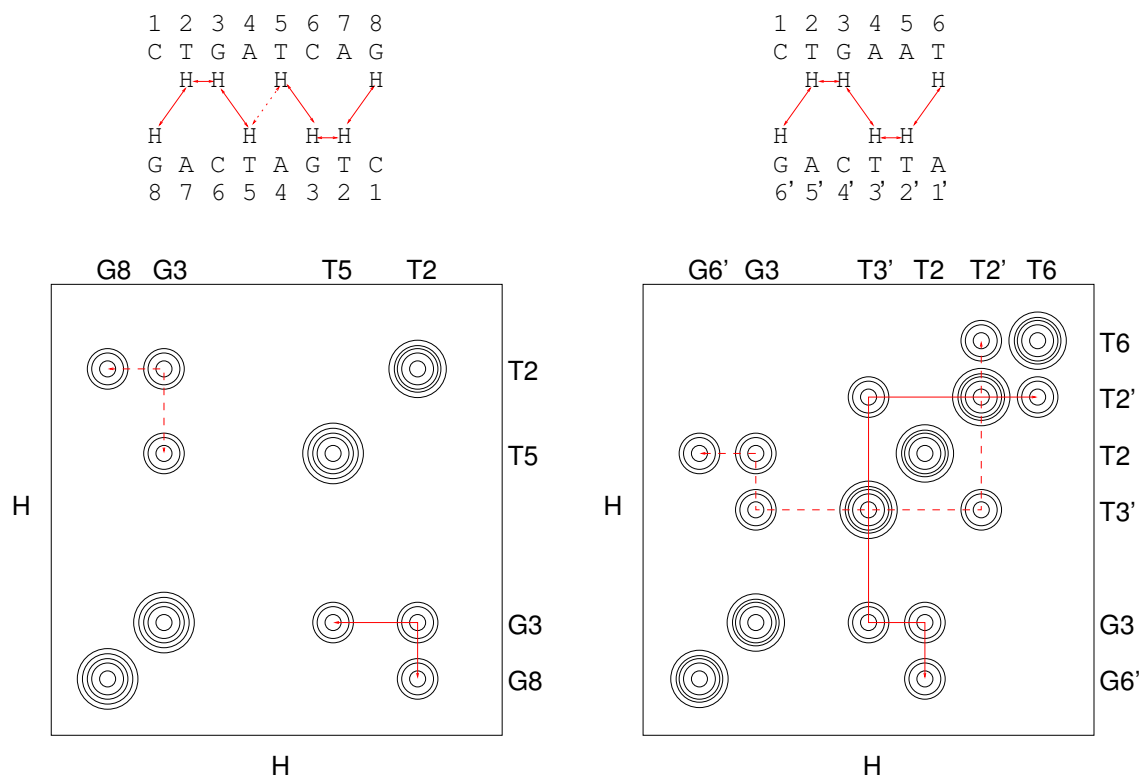 1 2 3 4 5 6 7 8
C T G A T C A G
H H H H
H H H H
G A C T A G T C
8 7 6 5 4 3 2 1
1 2 3 4 5 6
C T G A A T
H H H
H H H
G A C T T A
6’ 5’ 4’ 3’ 2’ 1’
G8 G3 T5 T2
T2
T5
H
G3
G8
H
G6’ G3 T3’ T2 T2’ T6
T6
T2’
T2
T3’
H
G3
G6’
H